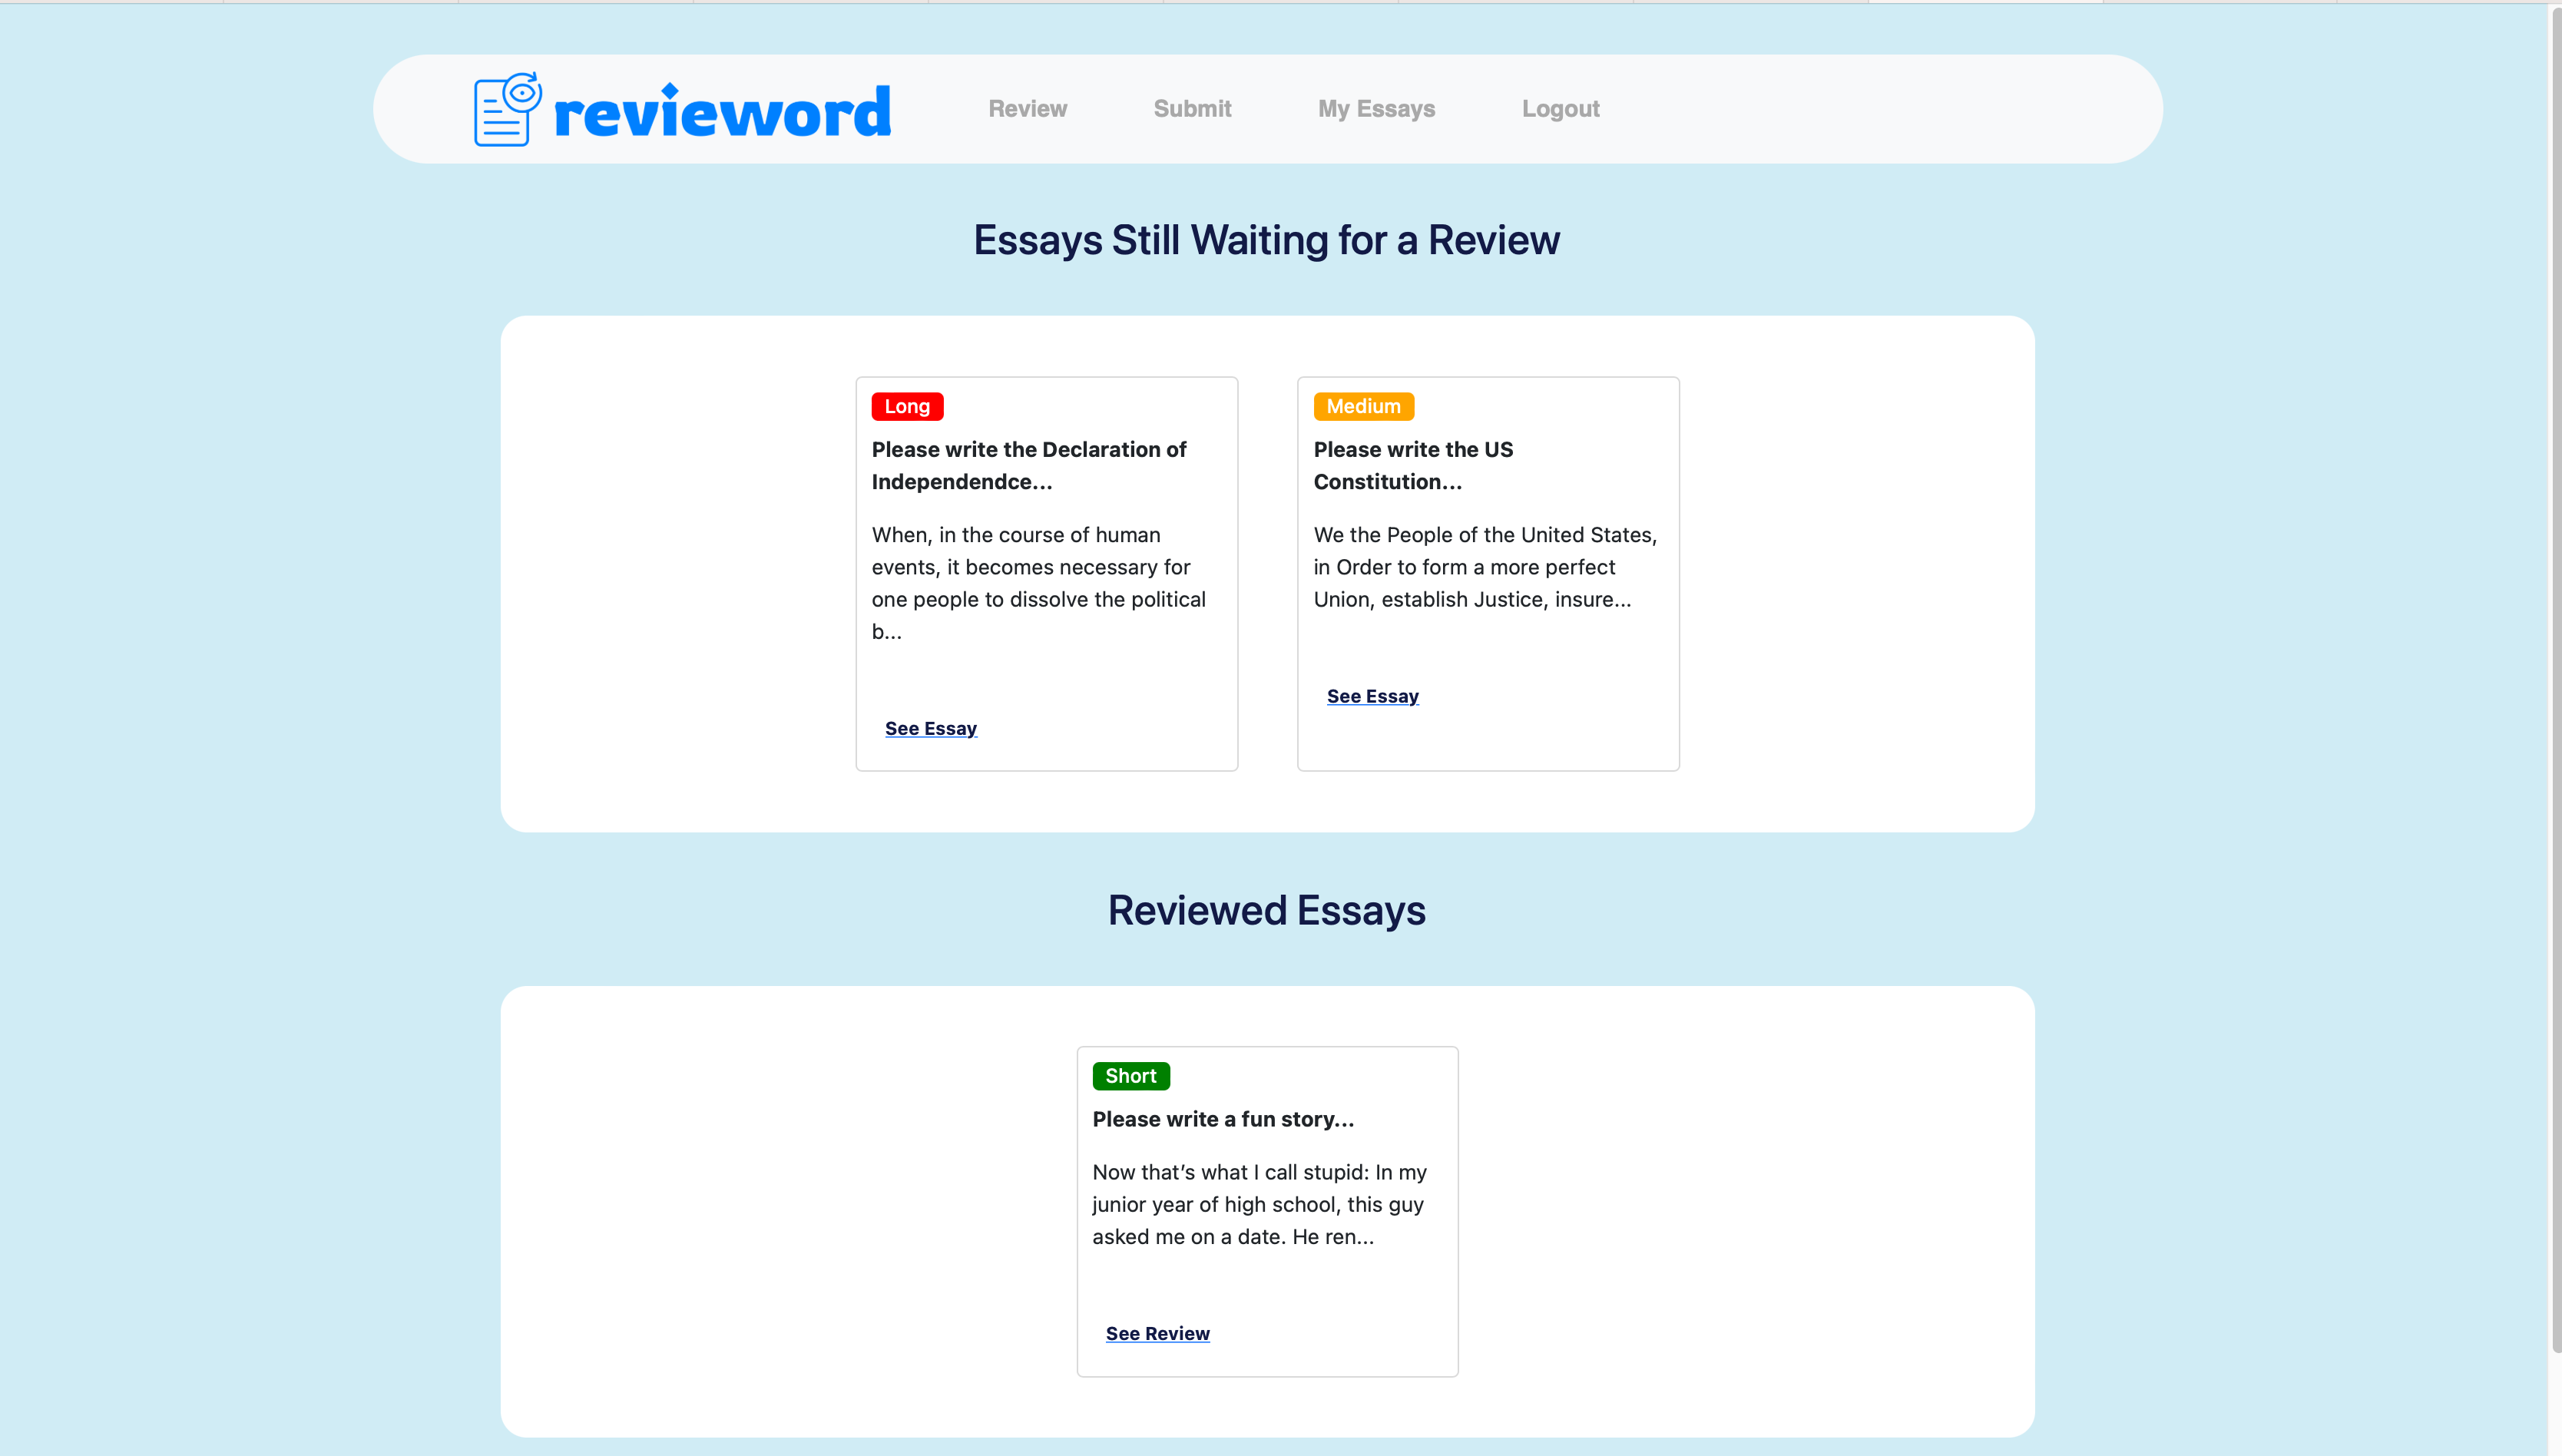 revieword
Review
Submit
My Essays
Logout
Essays Still Waiting for a Review
Long
Please write the Declaration of
Independendce...
When, in the course of human
events, it becomes necessary for
one people to dissolve the political
b...
See Essay
Medium
Please write the US
Constitution...
We the People of the United States,
in Order to form a more perfect
Union, establish Justice, insure...
See Essay
Reviewed Essays
Short
Please write a fun story...
Now that’s what I call stupid: In my
junior year of high school, this guy
asked me on a date. He ren...
See Review